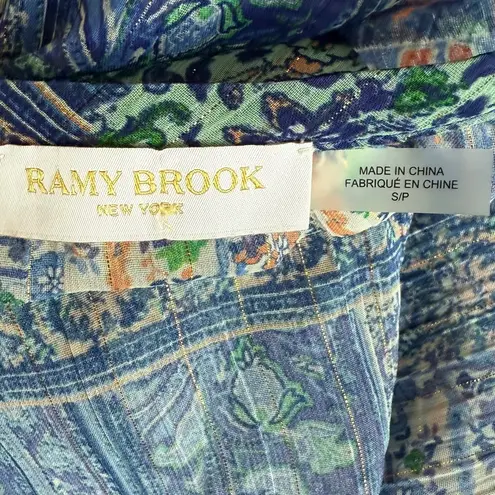 RAMY BROOK
NEW YORK
MADE IN CHINA
FABRIQUÉ EN CHINE
S/P